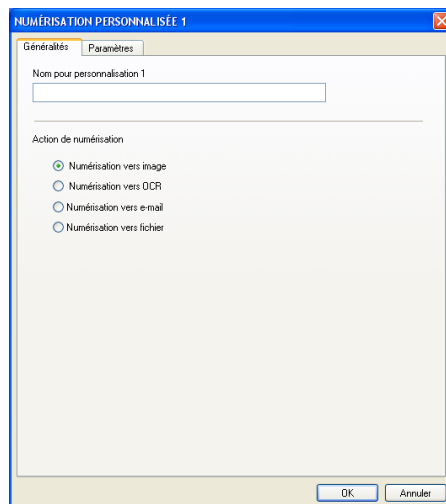 NUMÉRISATION PERSONNALISÉE 1
Généralités Paramètres
Nom pour personnalisation 1
Action de numérisation
Numérisation vers image
Numérisation vers OCR
Numérisation vers e-mail
Numérisation vers fichier
OK Annuler